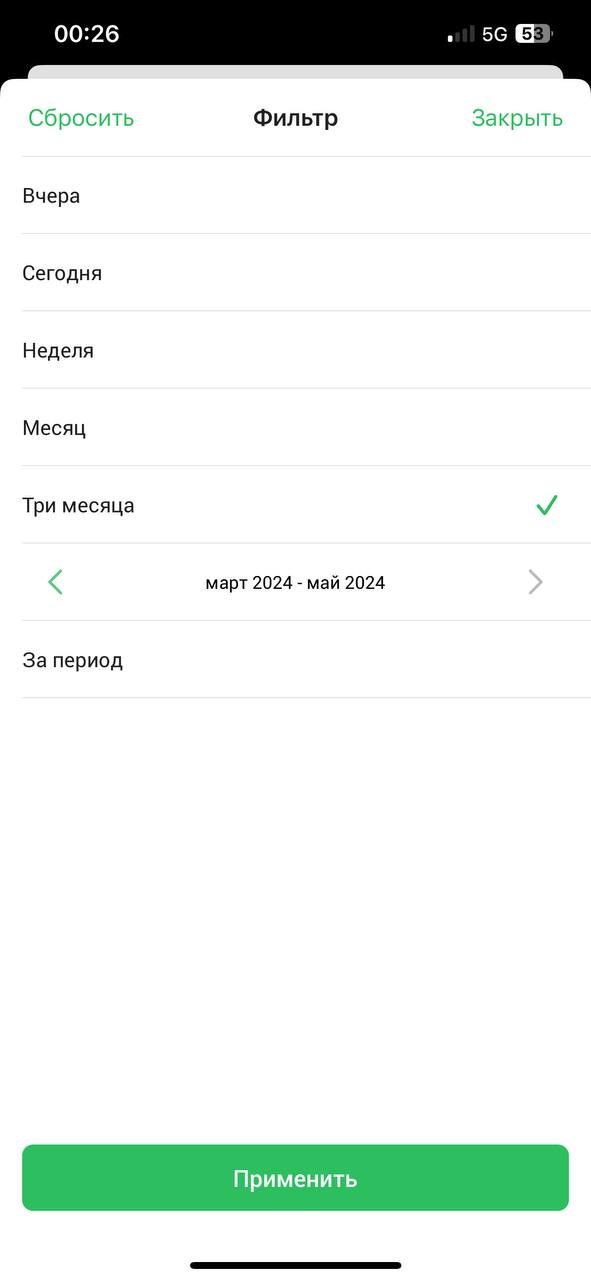 00:26
5G 53
Сбросить Фильтр Закрыть
Вчера
Сегодня
Неделя
Месяц
Три месяца
март 2024 - май 2024
За период
Применить